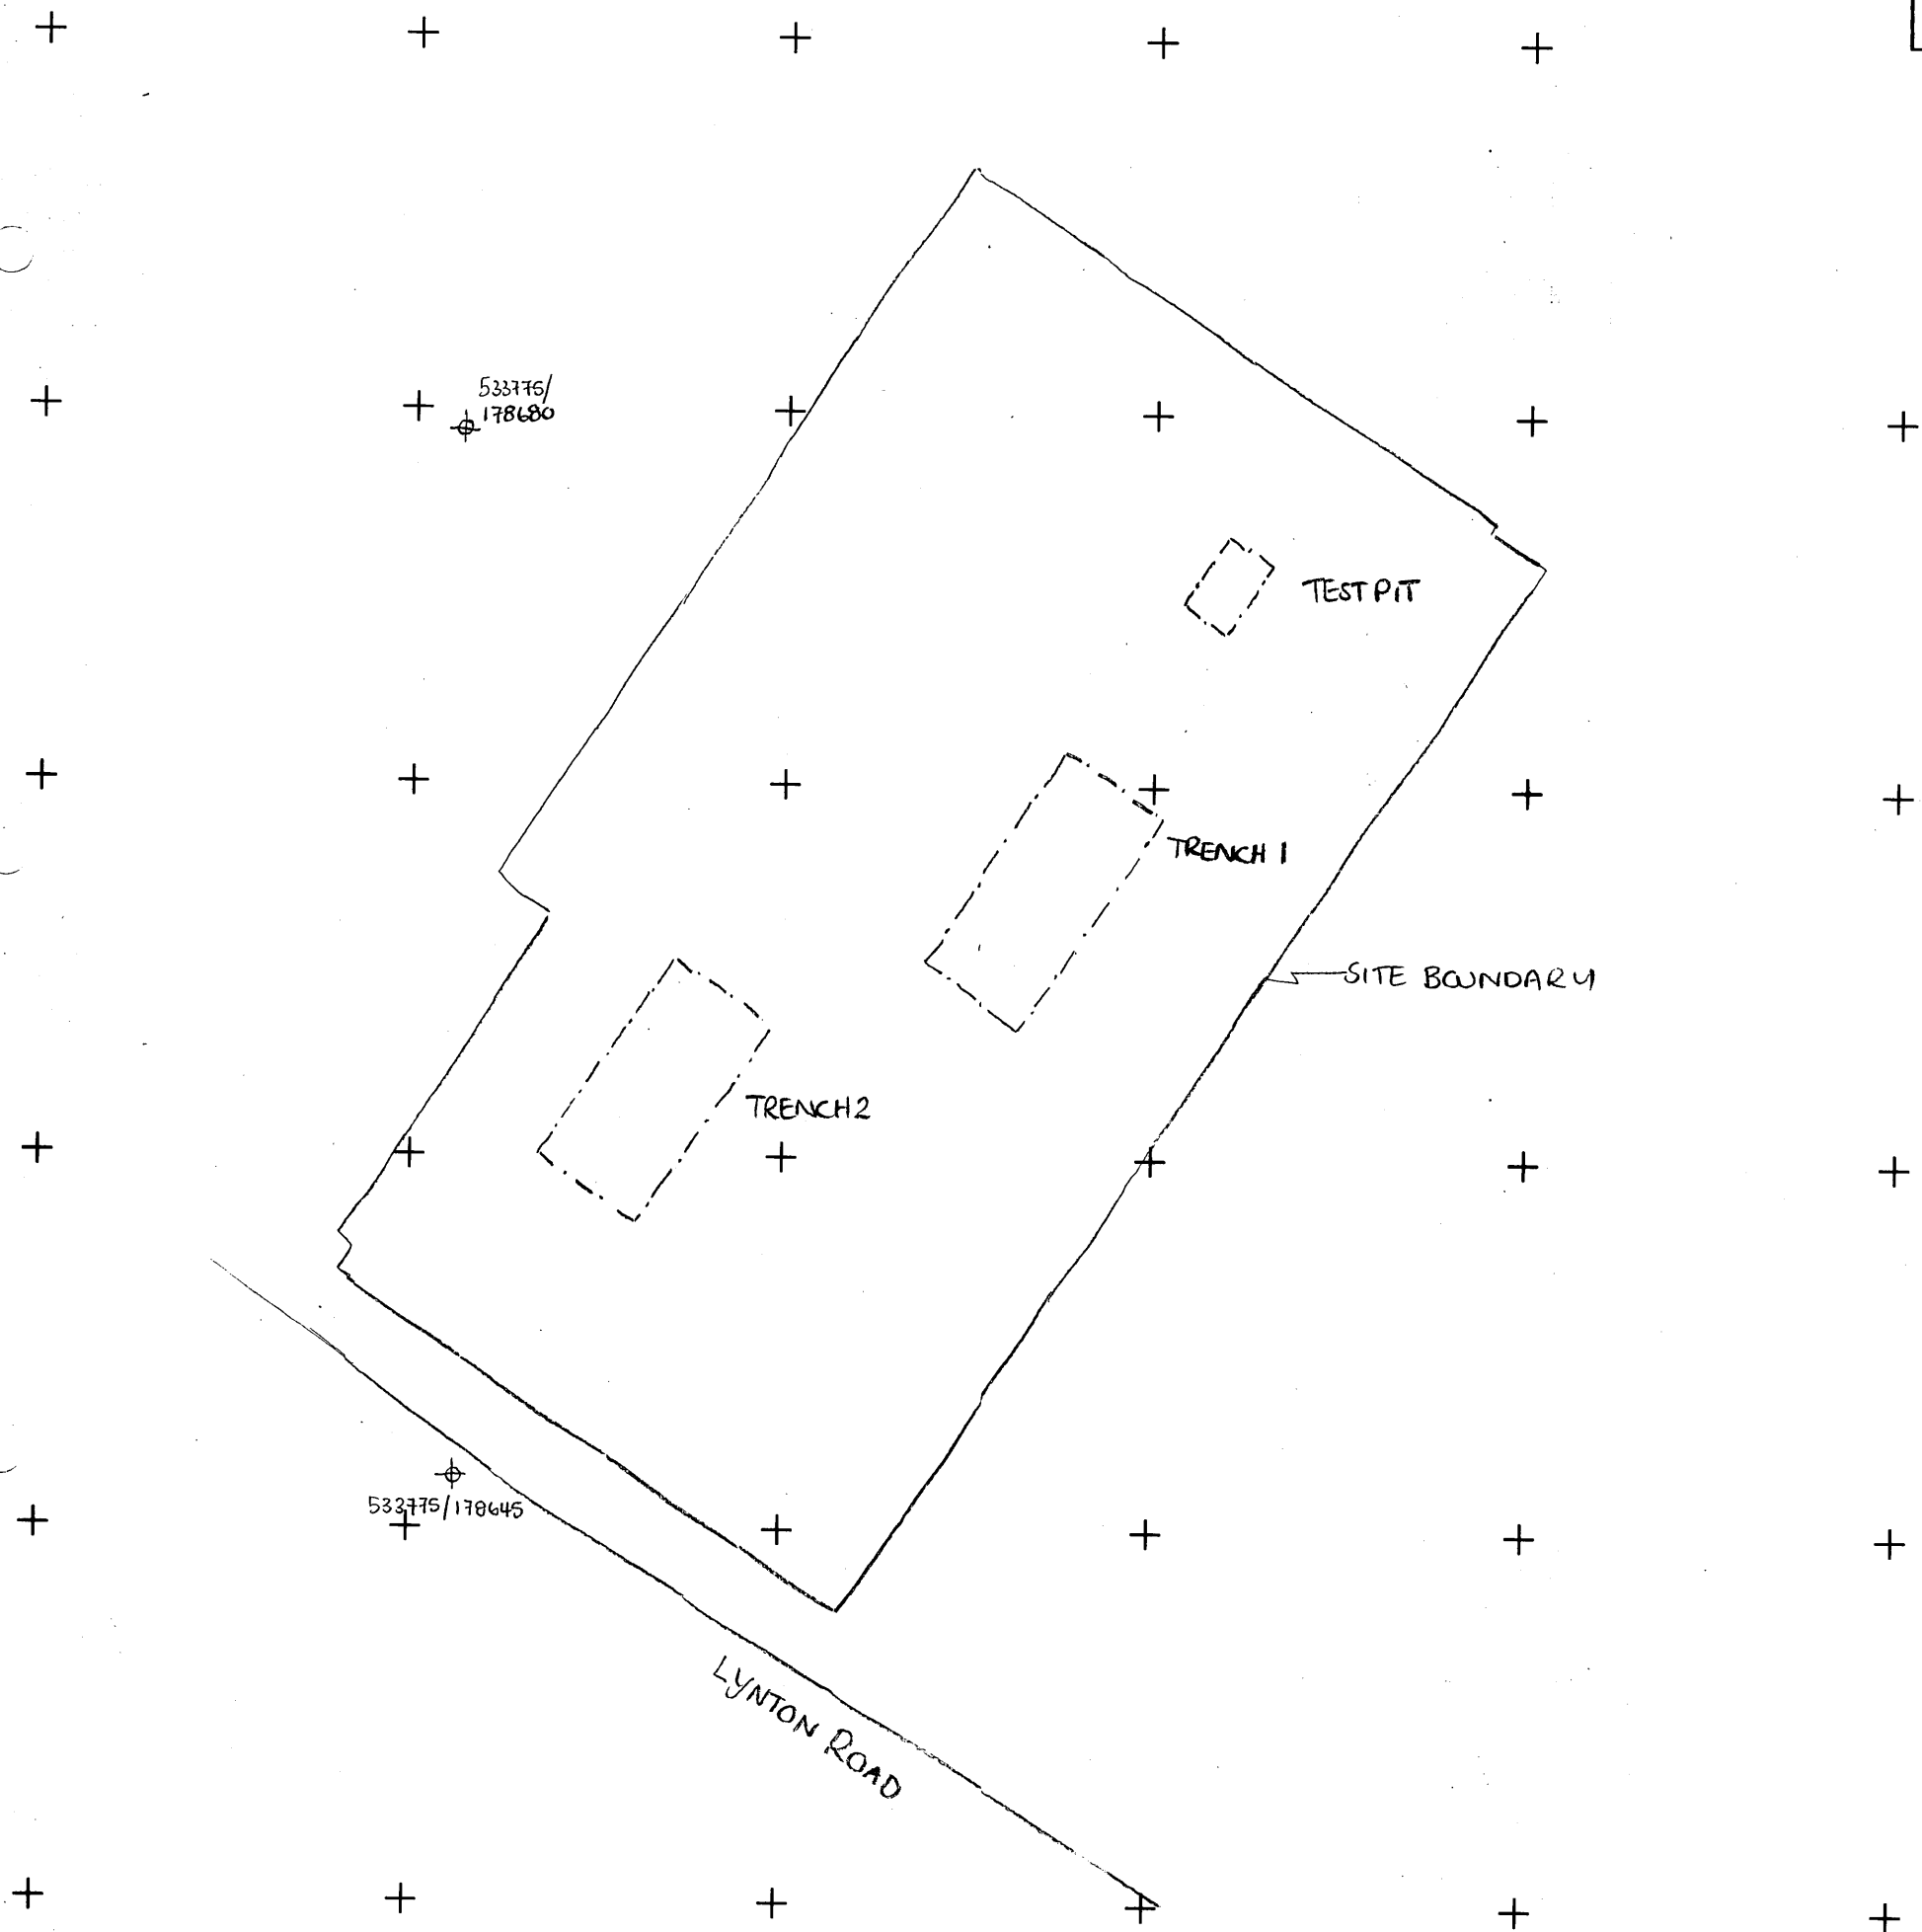 533775/
178680
TEST PIT
TRENCH 1
SITE BOUNDARY
TRENCH 2
533775/178645
LYNTON ROAD